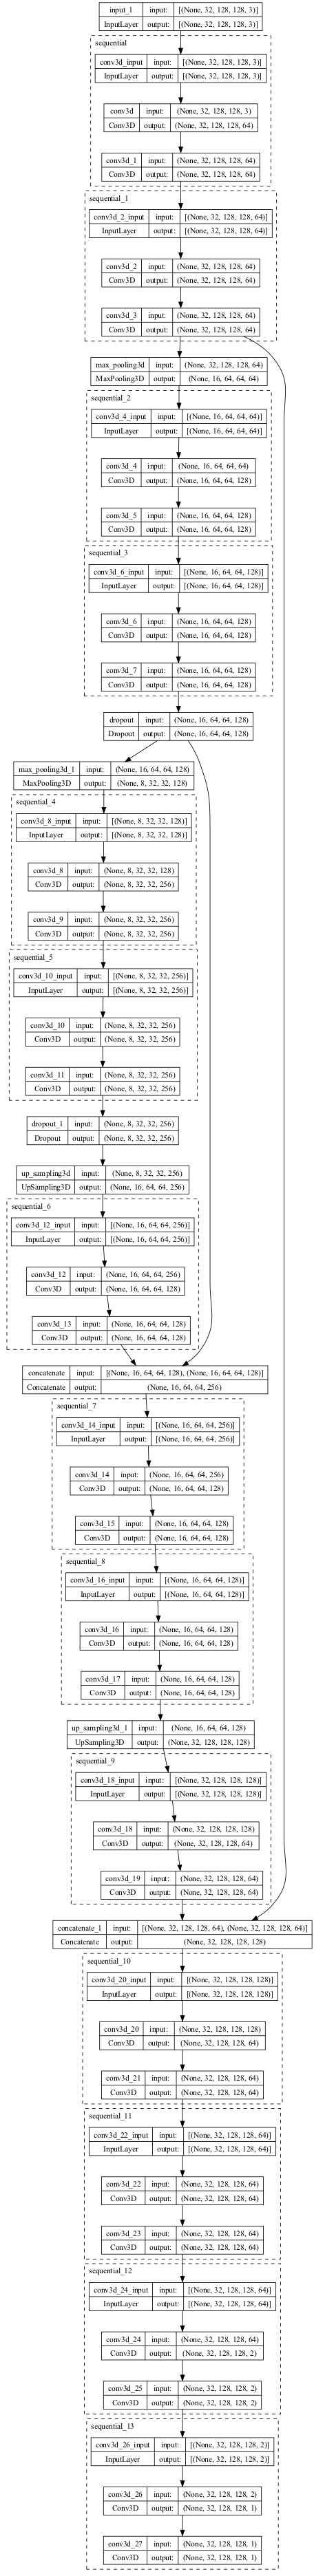 input_1 input: [(None, 32, 128, 128, 3)]
InputLayer output: [(None, 32, 128, 128, 3)]
sequential
conv3d_input input: [(None, 32, 128, 128, 3)]
InputLayer output: [(None, 32, 128, 128, 3)]
conv3d input: (None, 32, 128, 128, 3)
Conv3D output: (None, 32, 128, 128, 64)
conv3d_1 input: (None, 32, 128, 128, 64)
Conv3D output: (None, 32, 128, 128, 64)
sequential_1
conv3d_2_input input: [(None, 32, 128, 128, 64)]
InputLayer output: [(None, 32, 128, 128, 64)]
conv3d_2 input: (None, 32, 128, 128, 64)
Conv3D output: (None, 32, 128, 128, 64)
conv3d_3 input: (None, 32, 128, 128, 64)
Conv3D output: (None, 32, 128, 128, 64)
max_pooling3d input: (None, 32, 128, 128, 64)
MaxPooling3D output: (None, 16, 64, 64, 64)
sequential_2
conv3d_4_input input: [(None, 16, 64, 64, 64)]
InputLayer output: [(None, 16, 64, 64, 64)]
conv3d_4 input: (None, 16, 64, 64, 64)
Conv3D output: (None, 16, 64, 64, 128)
conv3d_5 input: (None, 16, 64, 64, 128)
Conv3D output: (None, 16, 64, 64, 128)
sequential_3
conv3d_6_input input: [(None, 16, 64, 64, 128)]
InputLayer output: [(None, 16, 64, 64, 128)]
conv3d_6 input: (None, 16, 64, 64, 128)
Conv3D output: (None, 16, 64, 64, 128)
conv3d_7 input: (None, 16, 64, 64, 128)
Conv3D output: (None, 16, 64, 64, 128)
dropout input: (None, 16, 64, 64, 128)
Dropout output: (None, 16, 64, 64, 128)
max_pooling3d_1 input: (None, 16, 64, 64, 128)
MaxPooling3D output: (None, 8, 32, 32, 128)
sequential_4
conv3d_8_input input: [(None, 8, 32, 32, 128)]
InputLayer output: [(None, 8, 32, 32, 128)]
conv3d_8 input: (None, 8, 32, 32, 128)
Conv3D output: (None, 8, 32, 32, 256)
conv3d_9 input: (None, 8, 32, 32, 256)
Conv3D output: (None, 8, 32, 32, 256)
sequential_5
conv3d_10_input input: [(None, 8, 32, 32, 256)]
InputLayer output: [(None, 8, 32, 32, 256)]
conv3d_10 input: (None, 8, 32, 32, 256)
Conv3D output: (None, 8, 32, 32, 256)
conv3d_11 input: (None, 8, 32, 32, 256)
Conv3D output: (None, 8, 32, 32, 256)
dropout_1 input: (None, 8, 32, 32, 256)
Dropout output: (None, 8, 32, 32, 256)
up_sampling3d input: (None, 8, 32, 32, 256)
UpSampling3D output: (None, 16, 64, 64, 256)
sequential_6
conv3d_12_input input: [(None, 16, 64, 64, 256)]
InputLayer output: [(None, 16, 64, 64, 256)]
conv3d_12 input: (None, 16, 64, 64, 256)
Conv3D output: (None, 16, 64, 64, 128)
conv3d_13 input: (None, 16, 64, 64, 128)
Conv3D output: (None, 16, 64, 64, 128)
concatenate input: [(None, 16, 64, 64, 128), (None, 16, 64, 64, 128)]
Concatenate output: (None, 16, 64, 64, 256)
sequential_7
conv3d_14_input input: [(None, 16, 64, 64, 256)]
InputLayer output: [(None, 16, 64, 64, 256)]
conv3d_14 input: (None, 16, 64, 64, 256)
Conv3D output: (None, 16, 64, 64, 128)
conv3d_15 input: (None, 16, 64, 64, 128)
Conv3D output: (None, 16, 64, 64, 128)
sequential_8
conv3d_16_input input: [(None, 16, 64, 64, 128)]
InputLayer output: [(None, 16, 64, 64, 128)]
conv3d_16 input: (None, 16, 64, 64, 128)
Conv3D output: (None, 16, 64, 64, 128)
conv3d_17 input: (None, 16, 64, 64, 128)
Conv3D output: (None, 16, 64, 64, 128)
up_sampling3d_1 input: (None, 16, 64, 64, 128)
UpSampling3D output: (None, 32, 128, 128, 128)
sequential_9
conv3d_18_input input: [(None, 32, 128, 128, 128)]
InputLayer output: [(None, 32, 128, 128, 128)]
conv3d_18 input: (None, 32, 128, 128, 128)
Conv3D output: (None, 32, 128, 128, 64)
conv3d_19 input: (None, 32, 128, 128, 64)
Conv3D output: (None, 32, 128, 128, 64)
concatenate_1 input: [(None, 32, 128, 128, 64), (None, 32, 128, 128, 64)]
Concatenate output: (None, 32, 128, 128, 128)
sequential_10
conv3d_20_input input: [(None, 32, 128, 128, 128)]
InputLayer output: [(None, 32, 128, 128, 128)]
conv3d_20 input: (None, 32, 128, 128, 128)
Conv3D output: (None, 32, 128, 128, 64)
conv3d_21 input: (None, 32, 128, 128, 64)
Conv3D output: (None, 32, 128, 128, 64)
sequential_11
conv3d_22_input input: [(None, 32, 128, 128, 64)]
InputLayer output: [(None, 32, 128, 128, 64)]
conv3d_22 input: (None, 32, 128, 128, 64)
Conv3D output: (None, 32, 128, 128, 64)
conv3d_23 input: (None, 32, 128, 128, 64)
Conv3D output: (None, 32, 128, 128, 64)
sequential_12
conv3d_24_input input: [(None, 32, 128, 128, 64)]
InputLayer output: [(None, 32, 128, 128, 64)]
conv3d_24 input: (None, 32, 128, 128, 64)
Conv3D output: (None, 32, 128, 128, 2)
conv3d_25 input: (None, 32, 128, 128, 2)
Conv3D output: (None, 32, 128, 128, 2)
sequential_13
conv3d_26_input input: [(None, 32, 128, 128, 2)]
InputLayer output: [(None, 32, 128, 128, 2)]
conv3d_26 input: (None, 32, 128, 128, 2)
Conv3D output: (None, 32, 128, 128, 1)
conv3d_27 input: (None, 32, 128, 128, 1)
Conv3D output: (None, 32, 128, 128, 1)